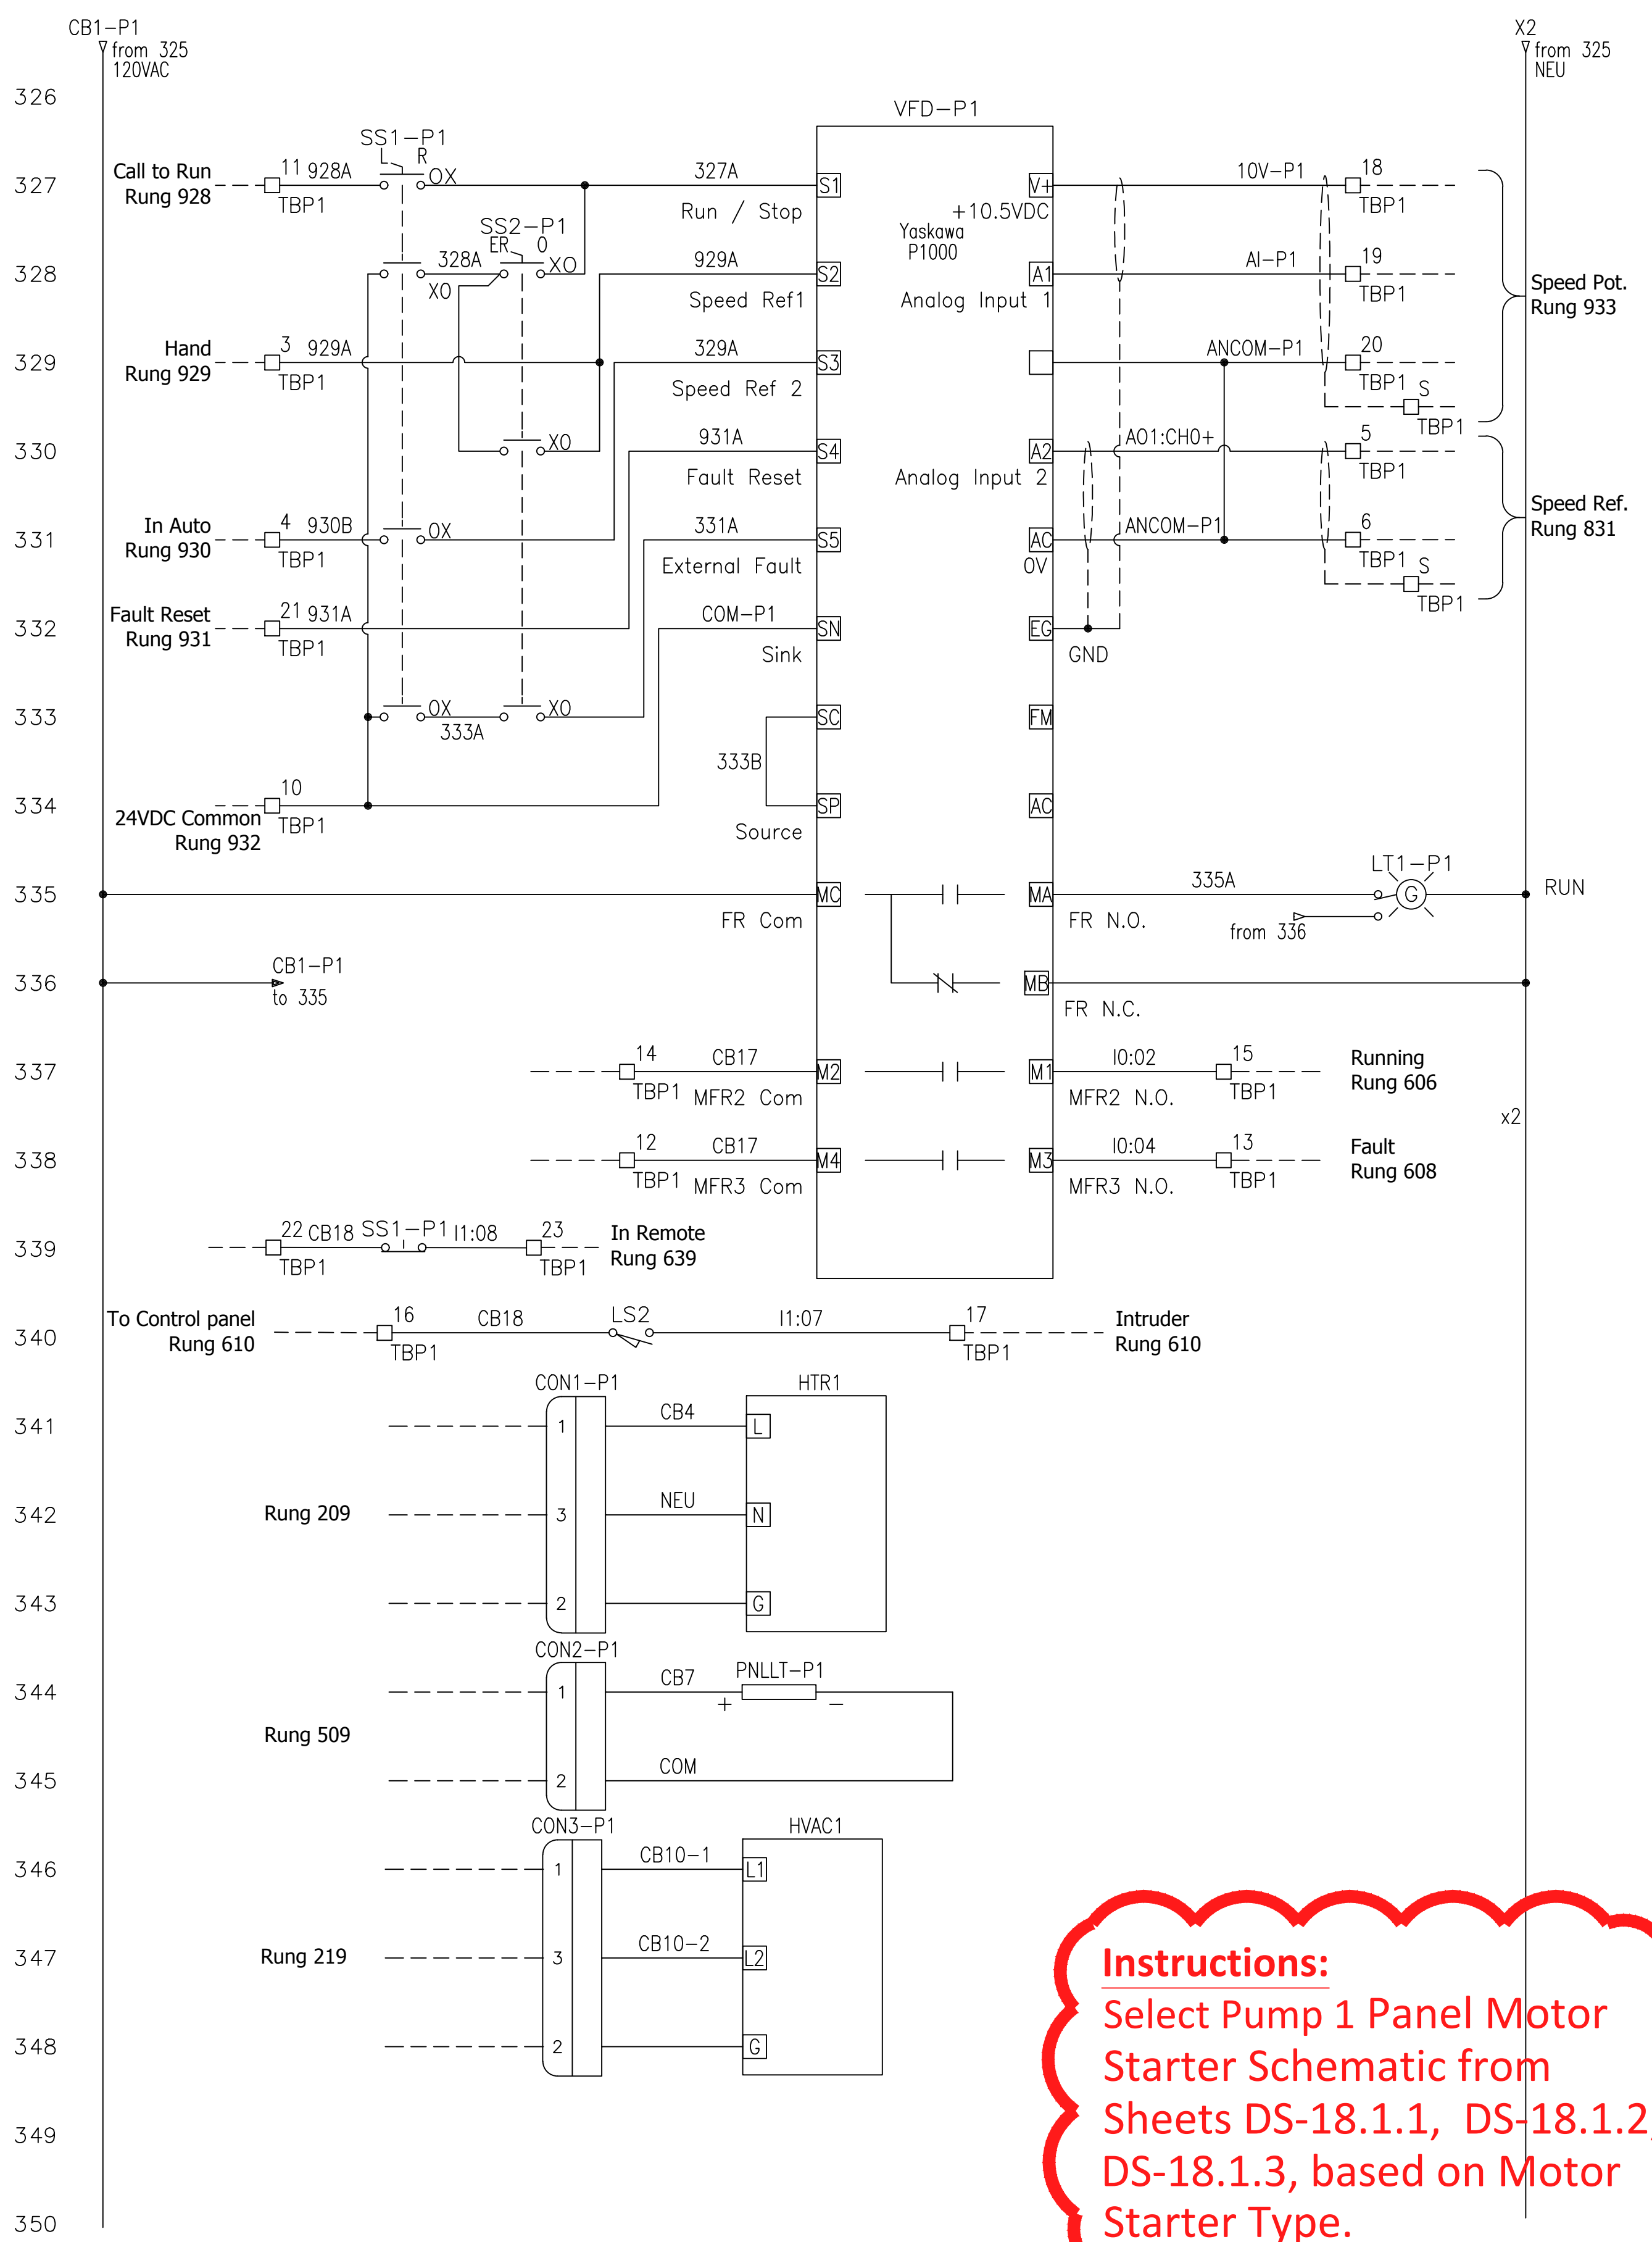 CB1-P1
from 325
120VAC
X2
from 325
NEU
326
VFD-P1
SS1-P1
L R
327
Call to Run
Rung 928
11 928A
TBP1
OX
327A
S1
Run / Stop
V+
+10.5VDC
10V-P1
18
TBP1
Yaskawa
P1000
SS2-P1
ER 0
328
328A
XO
XO
929A
S2
Speed Ref1
A1
Analog Input 1
AI-P1
19
TBP1
Speed Pot.
Rung 933
329
Hand
Rung 929
3 929A
TBP1
329A
S3
Speed Ref 2
ANCOM-P1
20
TBP1
S
TBP1
330
XO
931A
S4
Fault Reset
A2
Analog Input 2
AO1:CH0+
5
TBP1
Speed Ref.
Rung 831
331
In Auto
Rung 930
4 930B
TBP1
OX
331A
S5
External Fault
AC
0V
ANCOM-P1
6
TBP1
S
TBP1
332
Fault Reset
Rung 931
21 931A
TBP1
COM-P1
SN
Sink
EG
GND
333
OX
333A
XO
SC
FM
333B
334
24VDC Common
Rung 932
10
TBP1
SP
Source
AC
335
MC
FR Com
MA
FR N.O.
335A
LT1-P1
G
RUN
from 336
336
CB1-P1
to 335
MB
FR N.C.
337
14
TBP1
CB17
MFR2 Com
M2
M1
MFR2 N.O.
I0:02
15
TBP1
Running
Rung 606
x2
338
12
TBP1
CB17
MFR3 Com
M4
M3
MFR3 N.O.
I0:04
13
TBP1
Fault
Rung 608
339
22 CB18 SS1-P1 I1:08 23
TBP1
TBP1
In Remote
Rung 639
340
To Control panel
Rung 610
16
TBP1
CB18
LS2
I1:07
17
TBP1
Intruder
Rung 610
CON1-P1
HTR1
341
1
CB4
L
342
Rung 209
3
NEU
N
343
2
G
CON2-P1
344
1
CB7
PNLLT-P1
+ −
Rung 509
345
2
COM
CON3-P1
HVAC1
346
1
CB10-1
L1
347
Rung 219
3
CB10-2
L2
348
2
G
349
350
Instructions:
Select Pump 1 Panel Motor
Starter Schematic from
Sheets DS-18.1.1, DS-18.1.2,
DS-18.1.3, based on Motor
Starter Type.